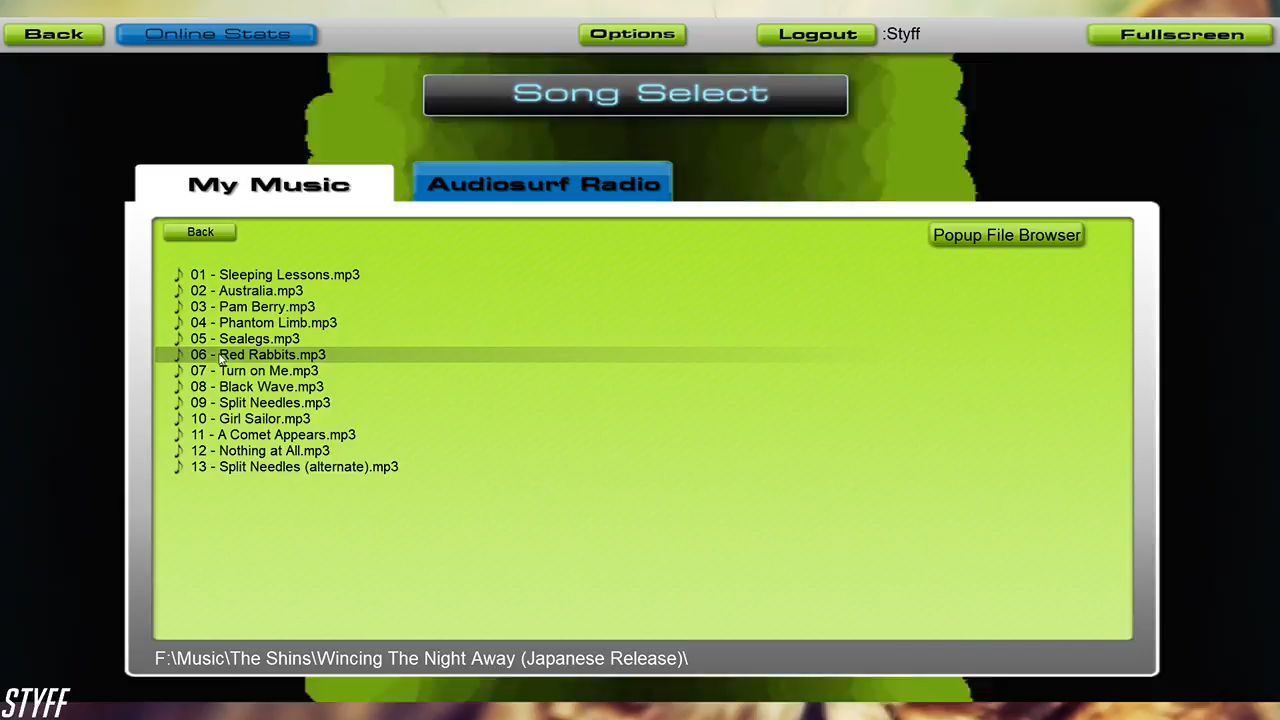 Back
Online Stats
Options
Logout :Styff
Fullscreen
Song Select
My Music
Audiosurf Radio
Back
Popup File Browser
01 - Sleeping Lessons.mp3
02 - Australia.mp3
03 - Pam Berry.mp3
04 - Phantom Limb.mp3
05 - Sealegs.mp3
06 - Red Rabbits.mp3
07 - Turn on Me.mp3
08 - Black Wave.mp3
09 - Split Needles.mp3
10 - Girl Sailor.mp3
11 - A Comet Appears.mp3
12 - Nothing at All.mp3
13 - Split Needles (alternate).mp3
F:\Music\The Shins\Wincing The Night Away (Japanese Release)\
STYFF